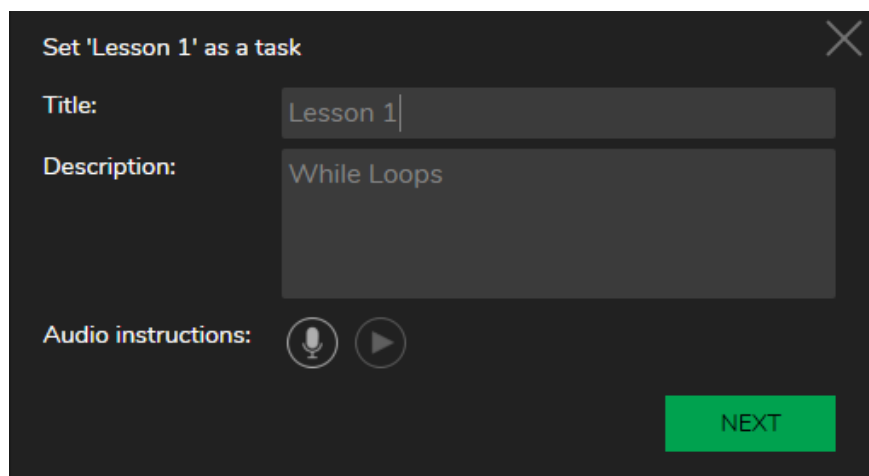 Set 'Lesson 1' as a task
Title:
Lesson 1
Description:
While Loops
Audio instructions:
NEXT